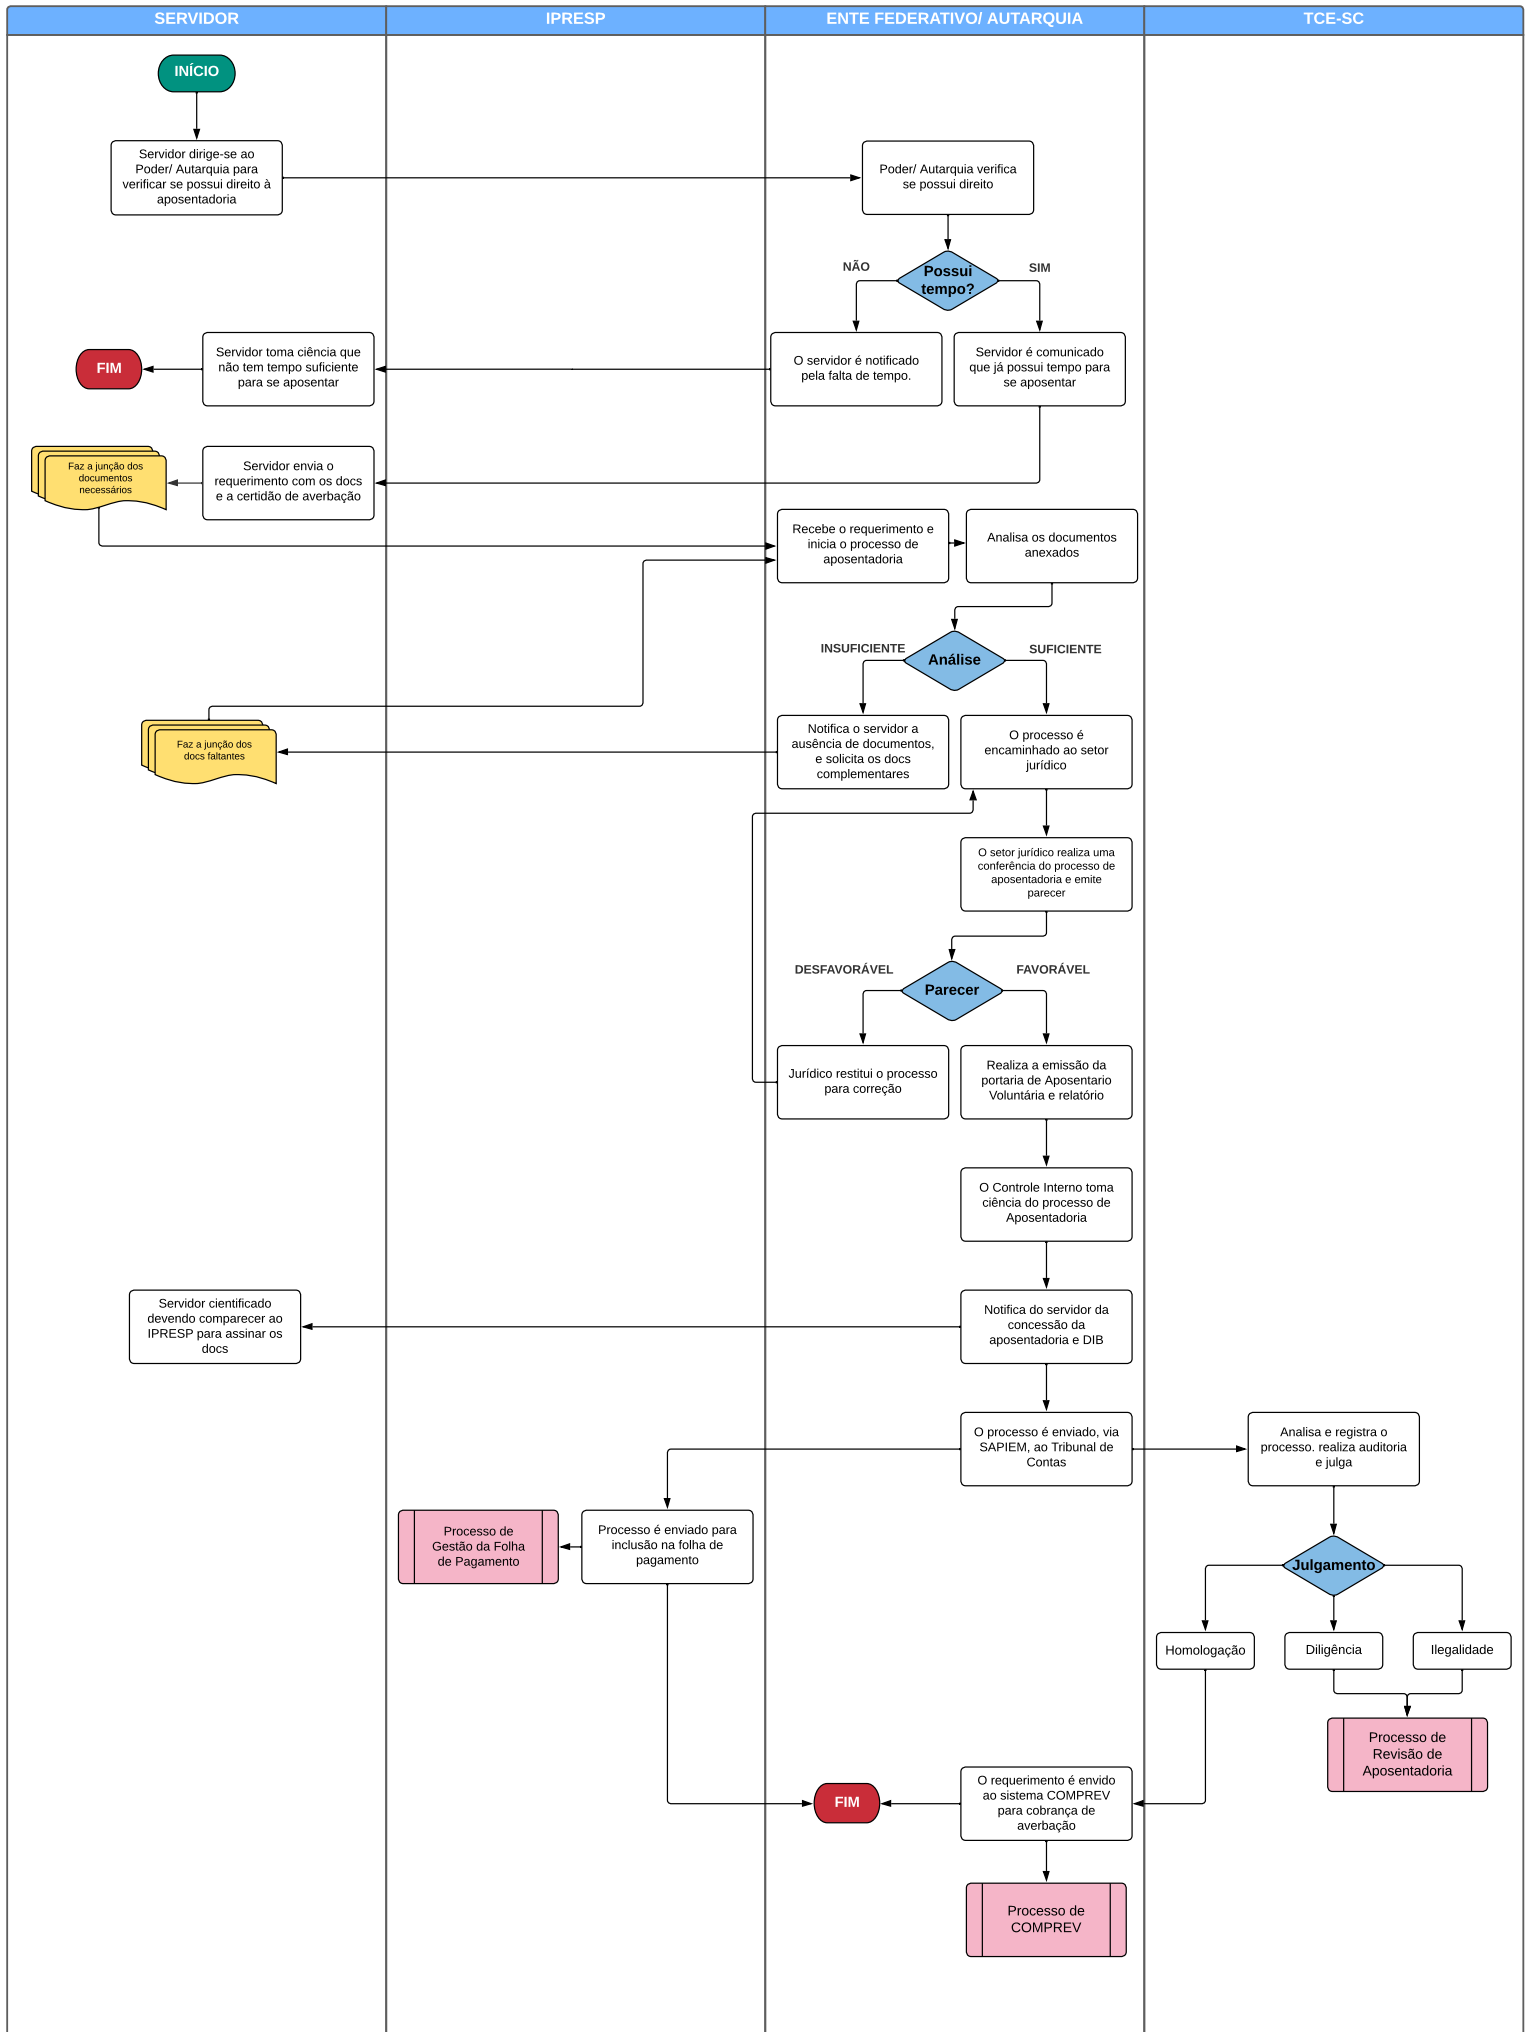 SERVIDOR
IPRESP
ENTE FEDERATIVO/ AUTARQUIA
TCE-SC
INÍCIO
Servidor dirige-se ao
Poder/ Autarquia para
verificar se possui direito à
aposentadoria
Poder/ Autarquia verifica
se possui direito
Possui
tempo?
NÃO
SIM
FIM
Servidor toma ciência que
não tem tempo suficiente
para se aposentar
O servidor é notificado
pela falta de tempo.
Servidor é comunicado
que já possui tempo para
se aposentar
Faz a junção dos
documentos
necessários
Servidor envia o
requerimento com os docs
e a certidão de averbação
Recebe o requerimento e
inicia o processo de
aposentadoria
Analisa os documentos
anexados
INSUFICIENTE
Análise
SUFICIENTE
Faz a junção dos
docs faltantes
Notifica o servidor a
ausência de documentos,
e solicita os docs
complementares
O processo é
encaminhado ao setor
jurídico
O setor jurídico realiza uma
conferência do processo de
aposentadoria e emite
parecer
DESFAVORÁVEL
Parecer
FAVORÁVEL
Jurídico restitui o processo
para correção
Realiza a emissão da
portaria de Aposentario
Voluntária e relatório
O Controle Interno toma
ciência do processo de
Aposentadoria
Servidor cientificado
devendo comparecer ao
IPRESP para assinar os
docs
Notifica do servidor da
concessão da
aposentadoria e DIB
O processo é enviado, via
SAPIEM, ao Tribunal de
Contas
Analisa e registra o
processo. realiza auditoria
e julga
Processo de
Gestão da Folha
de Pagamento
Processo é enviado para
inclusão na folha de
pagamento
Julgamento
Homologação
Diligência
Ilegalidade
Processo de
Revisão de
Aposentadoria
FIM
O requerimento é envido
ao sistema COMPREV
para cobrança de
averbação
Processo de
COMPREV